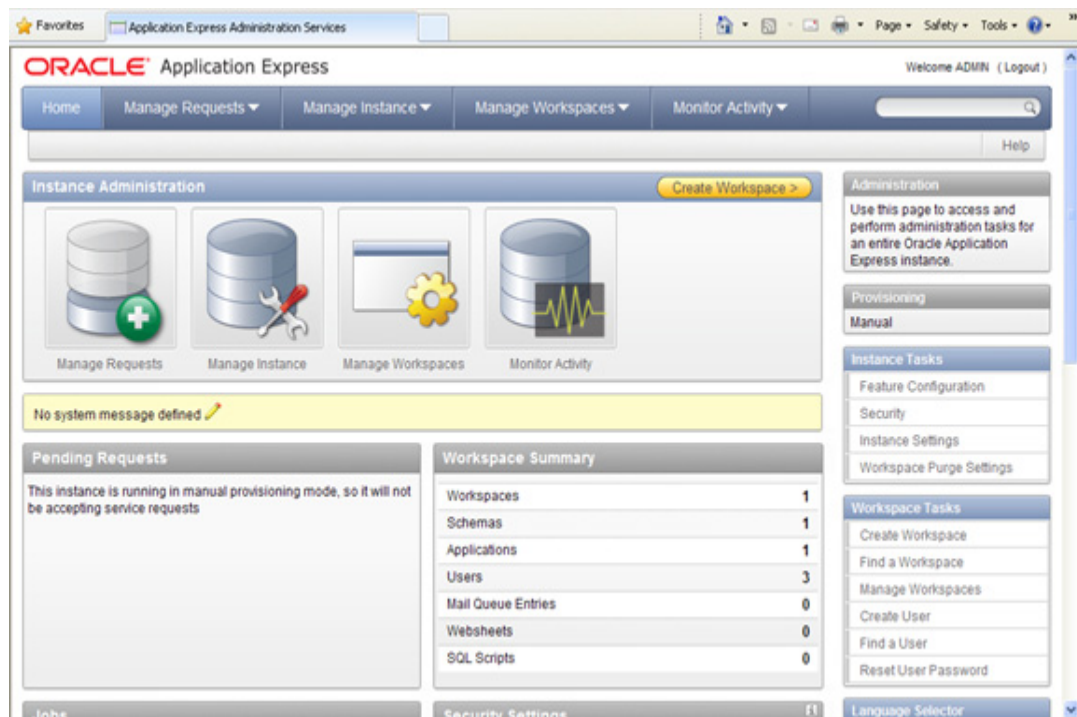 Favorites
Application Express Administration Services
Page
Safety
Tools
ORACLE Application Express
Welcome ADMIN ( Logout )
Home
Manage Requests
Manage Instance
Manage Workspaces
Monitor Activity
Help
Instance Administration
Create Workspace >
Manage Requests
Manage Instance
Manage Workspaces
Monitor Activity
No system message defined
Pending Requests
This instance is running in manual provisioning mode, so it will not
be accepting service requests
Workspace Summary
Workspaces 1
Schemas 1
Applications 1
Users 3
Mail Queue Entries 0
Websheets 0
SQL Scripts 0
Administration
Use this page to access and
perform administration tasks for
an entire Oracle Application
Express instance.
Provisioning
Manual
Instance Tasks
Feature Configuration
Security
Instance Settings
Workspace Purge Settings
Workspace Tasks
Create Workspace
Find a Workspace
Manage Workspaces
Create User
Find a User
Reset User Password
Jobs
Security Settings
Language Selector